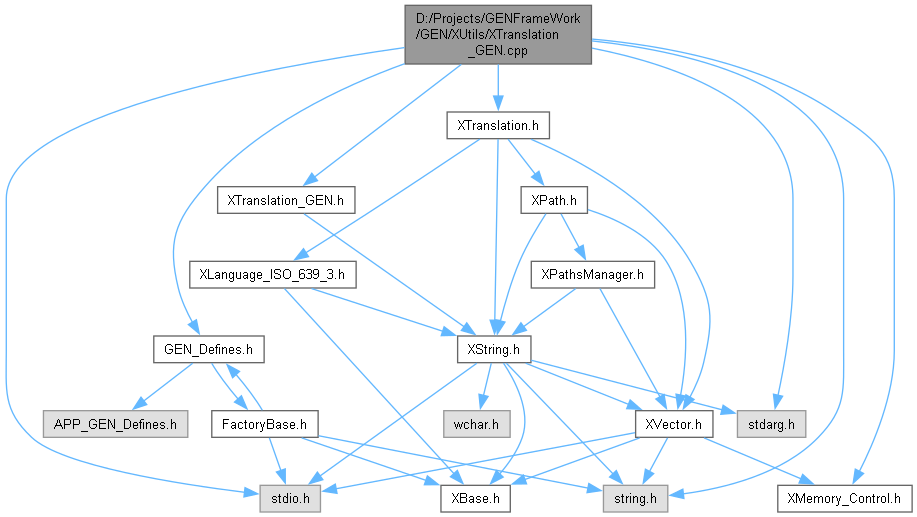 D:/Projects/GENFrameWork
/GEN/XUtils/XTranslation
_GEN.cpp
XTranslation.h
XTranslation_GEN.h
XPath.h
XLanguage_ISO_639_3.h
XPathsManager.h
GEN_Defines.h
XString.h
APP_GEN_Defines.h
FactoryBase.h
wchar.h
XVector.h
stdarg.h
stdio.h
XBase.h
string.h
XMemory_Control.h